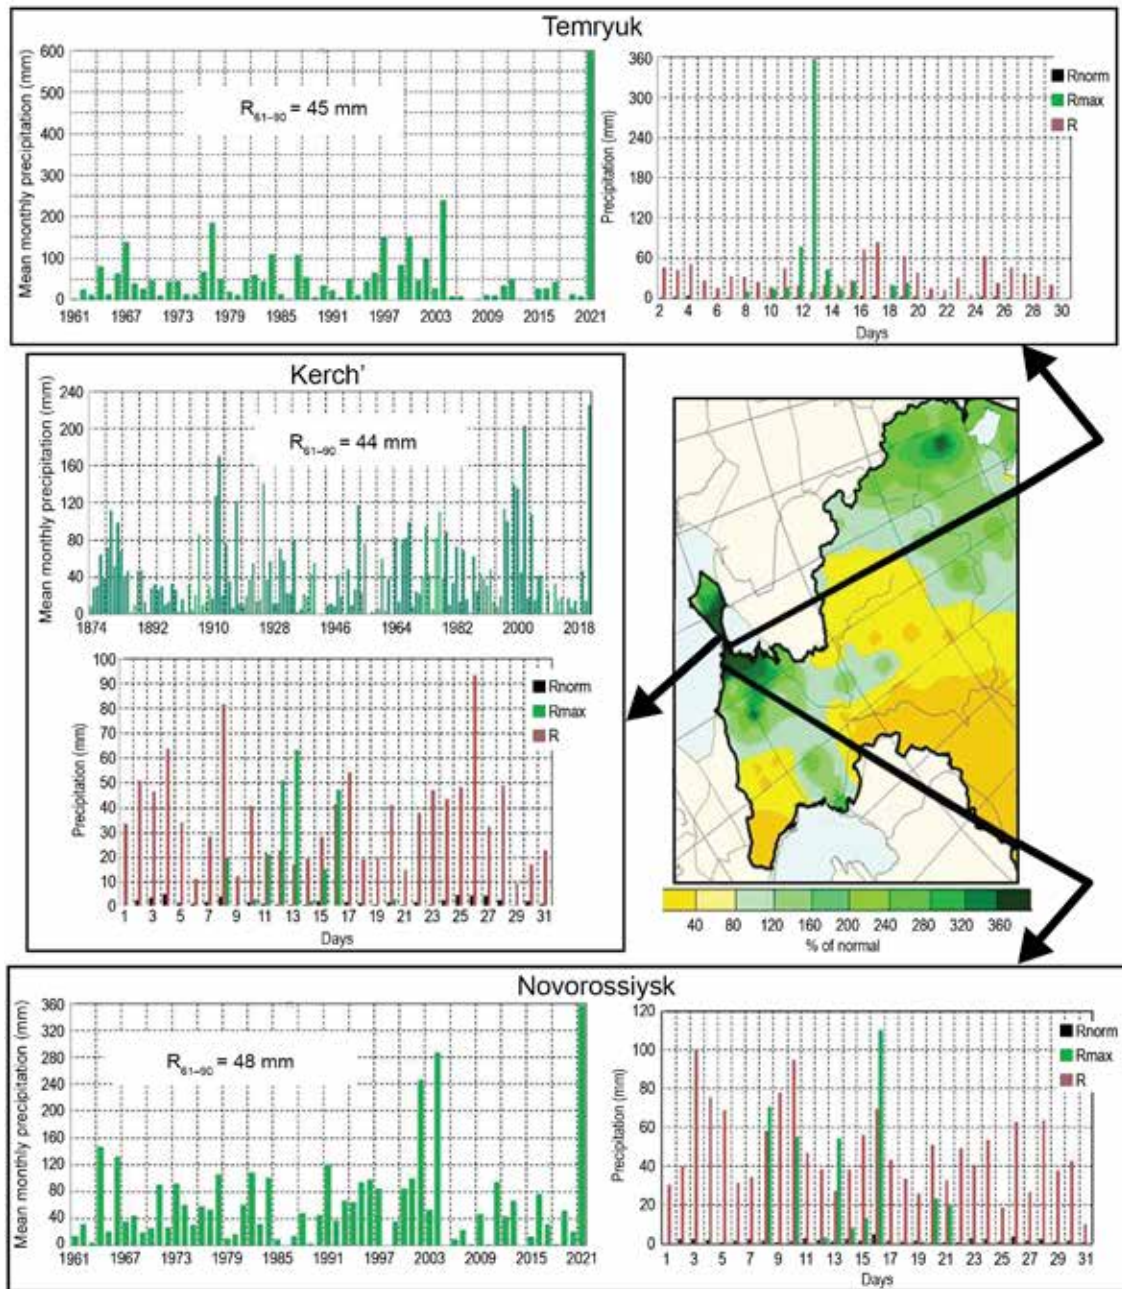 Temryuk
Mean monthly precipitation (mm)
600
500
400
300
200
100
0
R61–90 = 45 mm
1961 1967 1973 1979 1985 1991 1997 2003 2009 2015 2021
Precipitation (mm)
360
300
240
180
120
60
0
Rnorm
Rmax
R
2 4 6 8 10 12 14 16 18 20 22 24 26 28 30
Days
Kerch'
Mean monthly precipitation (mm)
240
200
160
120
80
40
0
R61–90 = 44 mm
1874 1892 1910 1928 1946 1964 1982 2000 2018
Precipitation (mm)
100
90
80
70
60
50
40
30
20
10
0
Rnorm
Rmax
R
1 3 5 7 9 11 13 15 17 19 21 23 25 27 29 31
Days
40 80 120 160 200 240 280 320 360
% of normal
Novorossiysk
Mean monthly precipitation (mm)
360
320
280
240
200
160
120
80
40
0
R61–90 = 48 mm
1961 1967 1973 1979 1985 1991 1997 2003 2009 2015 2021
Precipitation (mm)
120
100
80
60
40
20
0
Rnorm
Rmax
R
1 3 5 7 9 11 13 15 17 19 21 23 25 27 29 31
Days